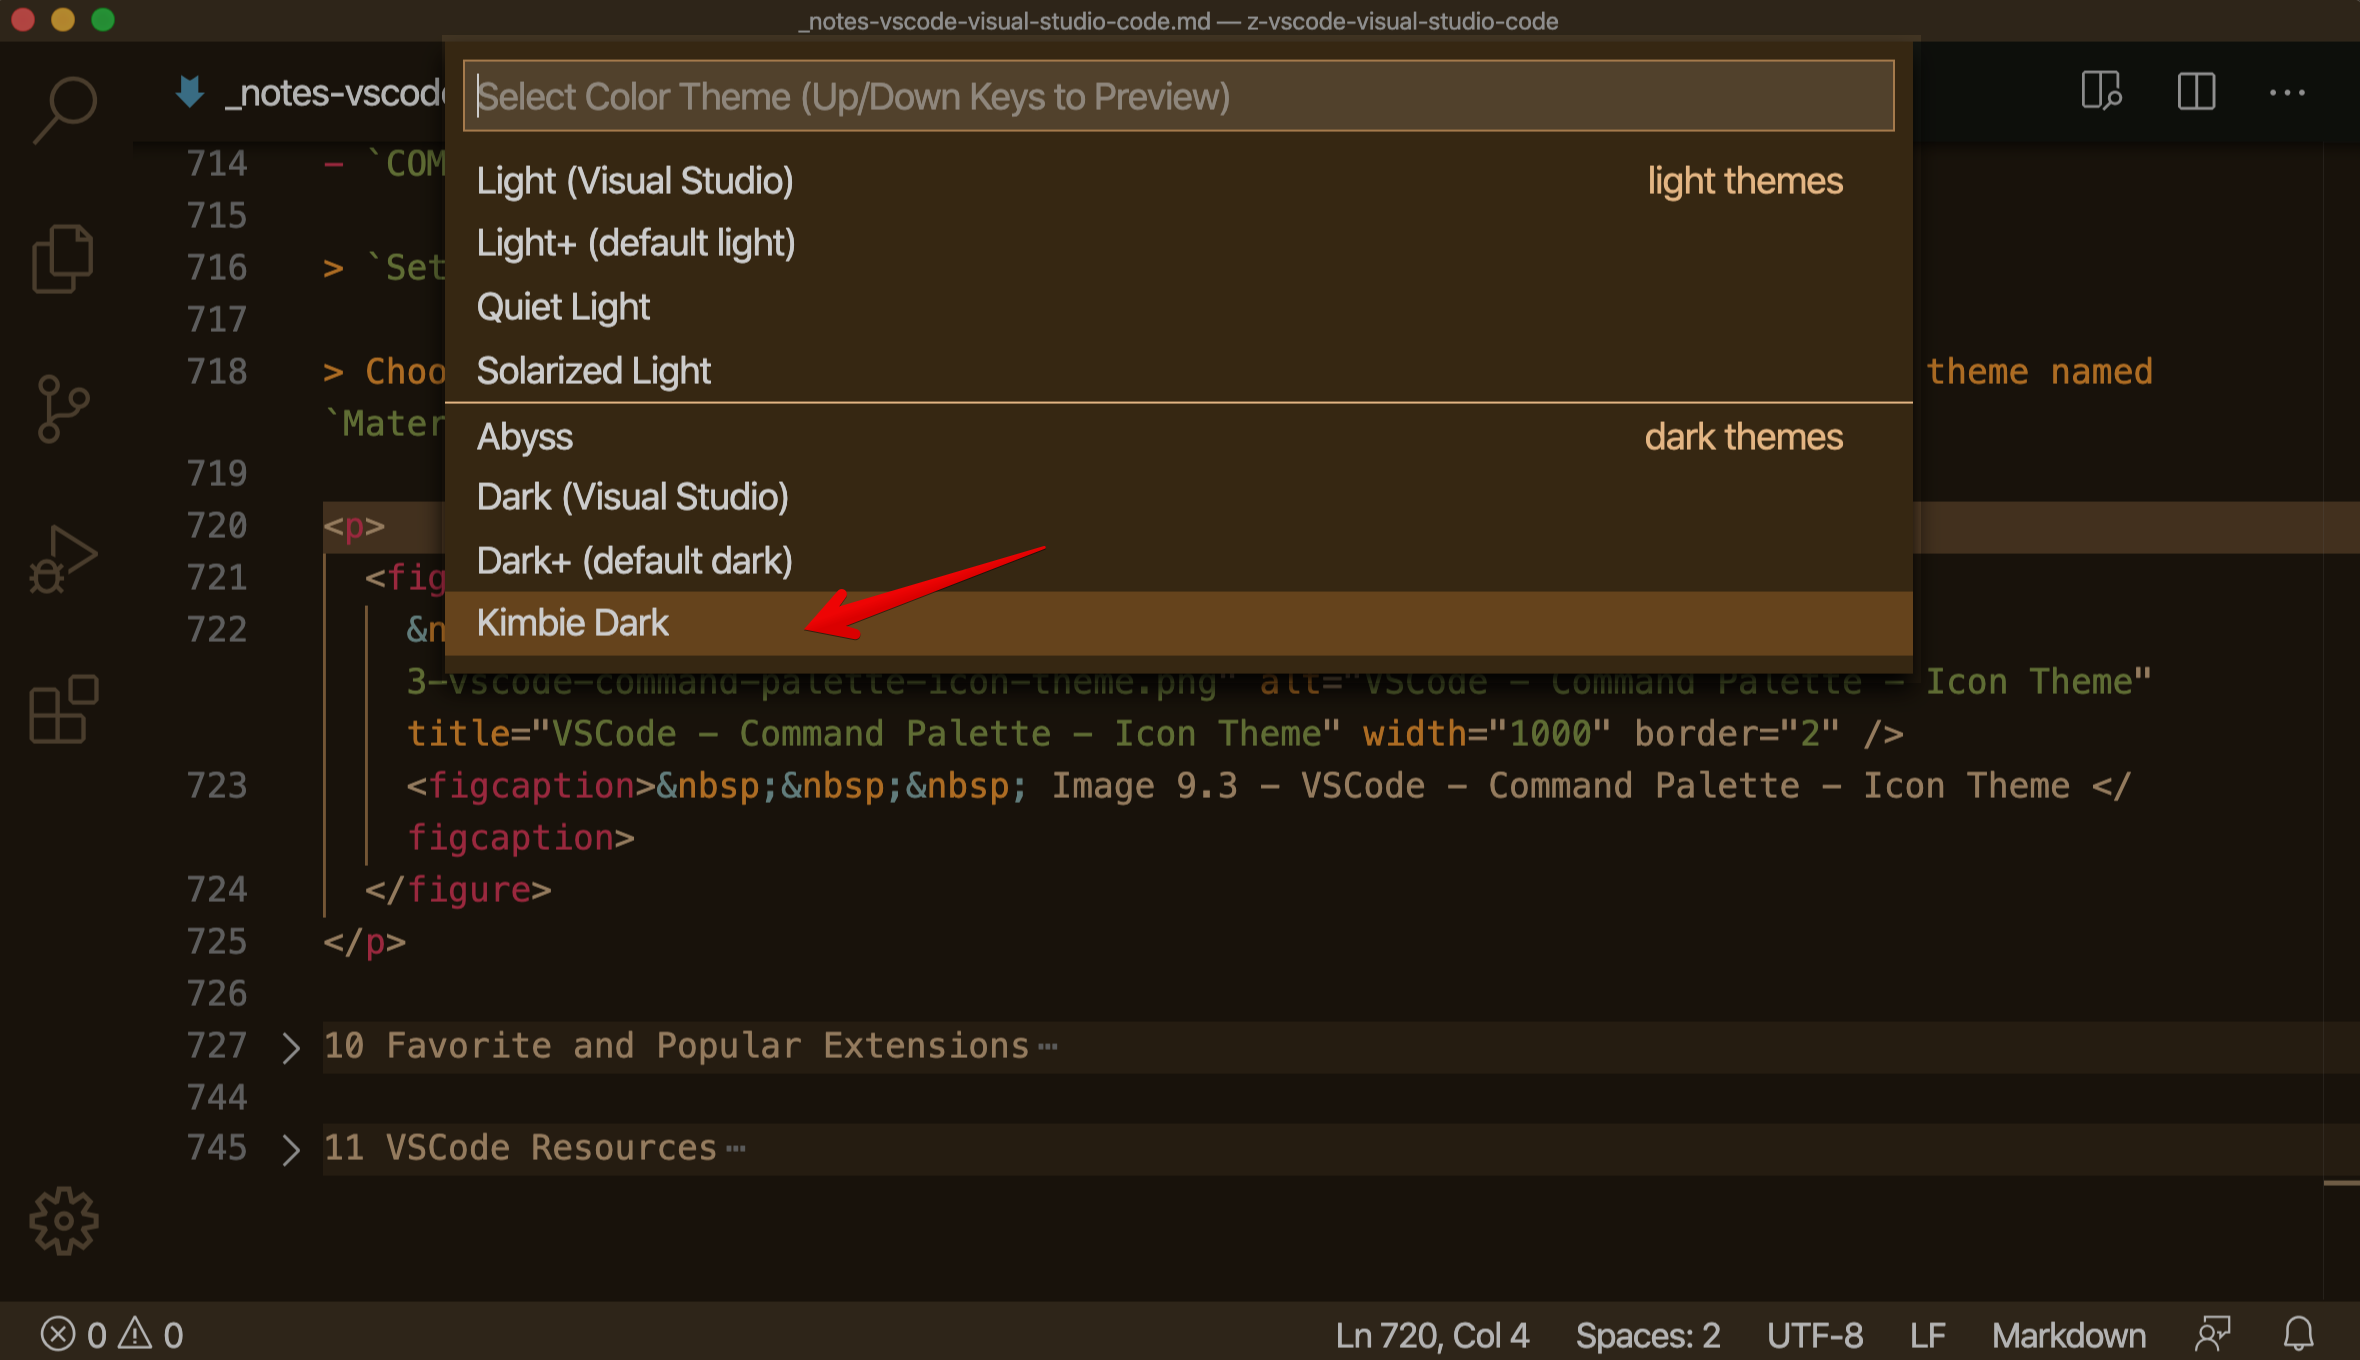 _notes-vscode-visual-studio-code.md — z-vscode-visual-studio-code
_notes-vscode
Select Color Theme (Up/Down Keys to Preview)
Light (Visual Studio) light themes
Light+ (default light)
Quiet Light
Solarized Light
Abyss dark themes
Dark (Visual Studio)
Dark+ (default dark)
Kimbie Dark
714 - `COM
715
716 > `Set
717
718 > Choo theme named
`Mater
719
720 <p>
721 <fig
722 &n
3-vscode-command-palette-icon-theme.png" alt="VSCode - Command Palette - Icon Theme"
title="VSCode - Command Palette - Icon Theme" width="1000" border="2" />
723 <figcaption>&nbsp;&nbsp;&nbsp; Image 9.3 - VSCode - Command Palette - Icon Theme </
figcaption>
724 </figure>
725 </p>
726
727 10 Favorite and Popular Extensions…
744
745 11 VSCode Resources…
0 0 Ln 720, Col 4 Spaces: 2 UTF-8 LF Markdown